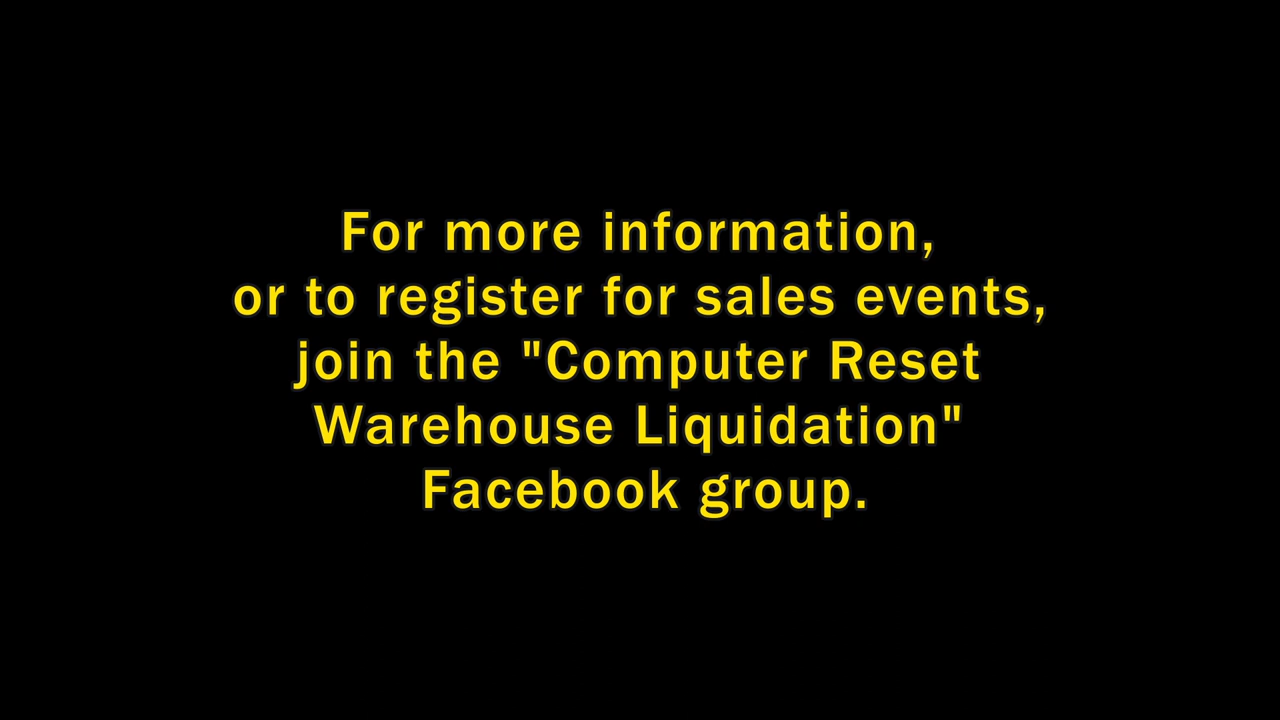 For more information,
or to register for sales events,
join the "Computer Reset
Warehouse Liquidation"
Facebook group.